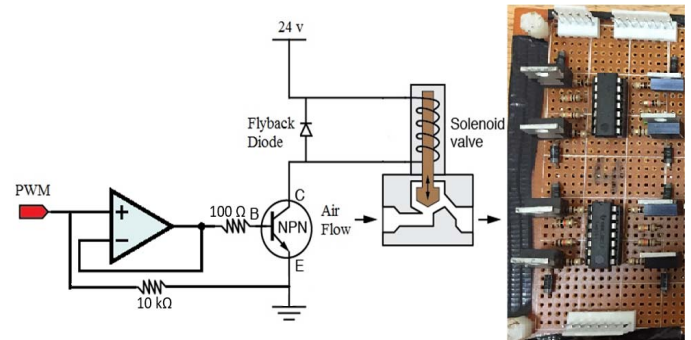 24 v
Flyback
Diode
Solenoid
valve
PWM
+
−
100 Ω
B
C
NPN
E
Air
Flow
10 kΩ